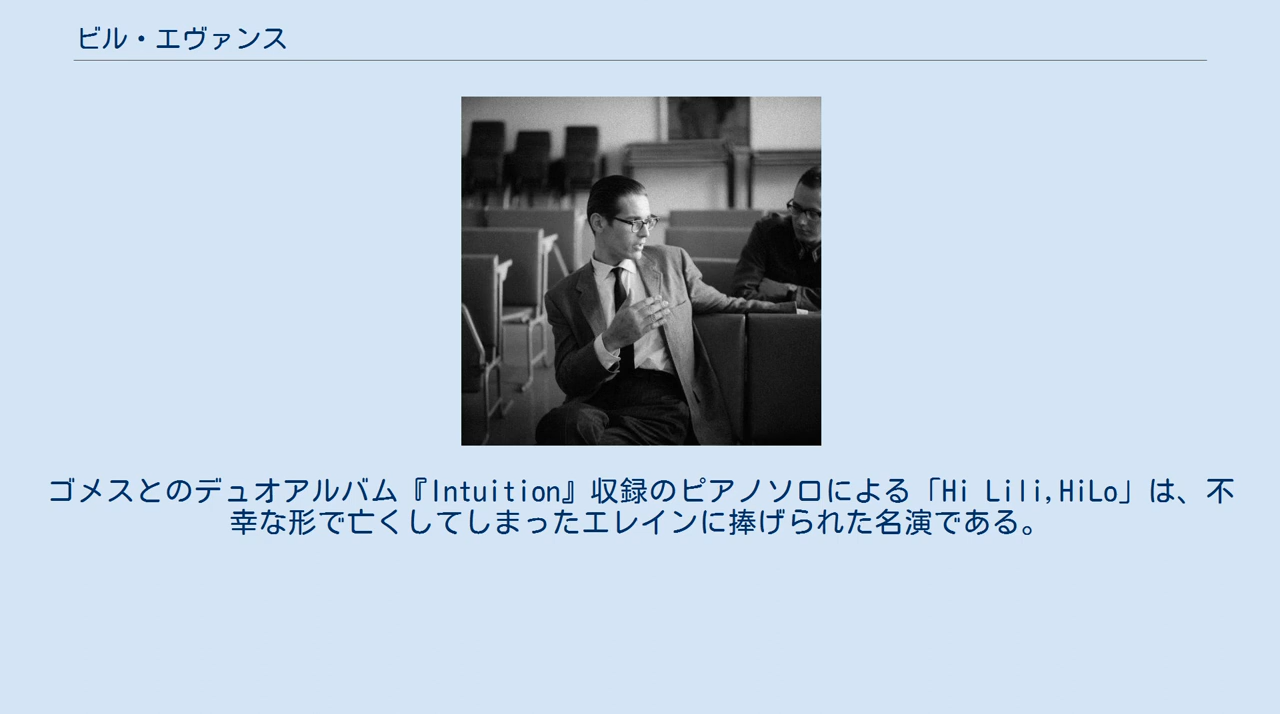 ビル・エヴァンス
ゴメスとのデュオアルバム『Intuition』収録のピアノソロによる「Hi Lili,HiLo」は、不
幸な形で亡くしてしまったエレインに捧げられた名演である。